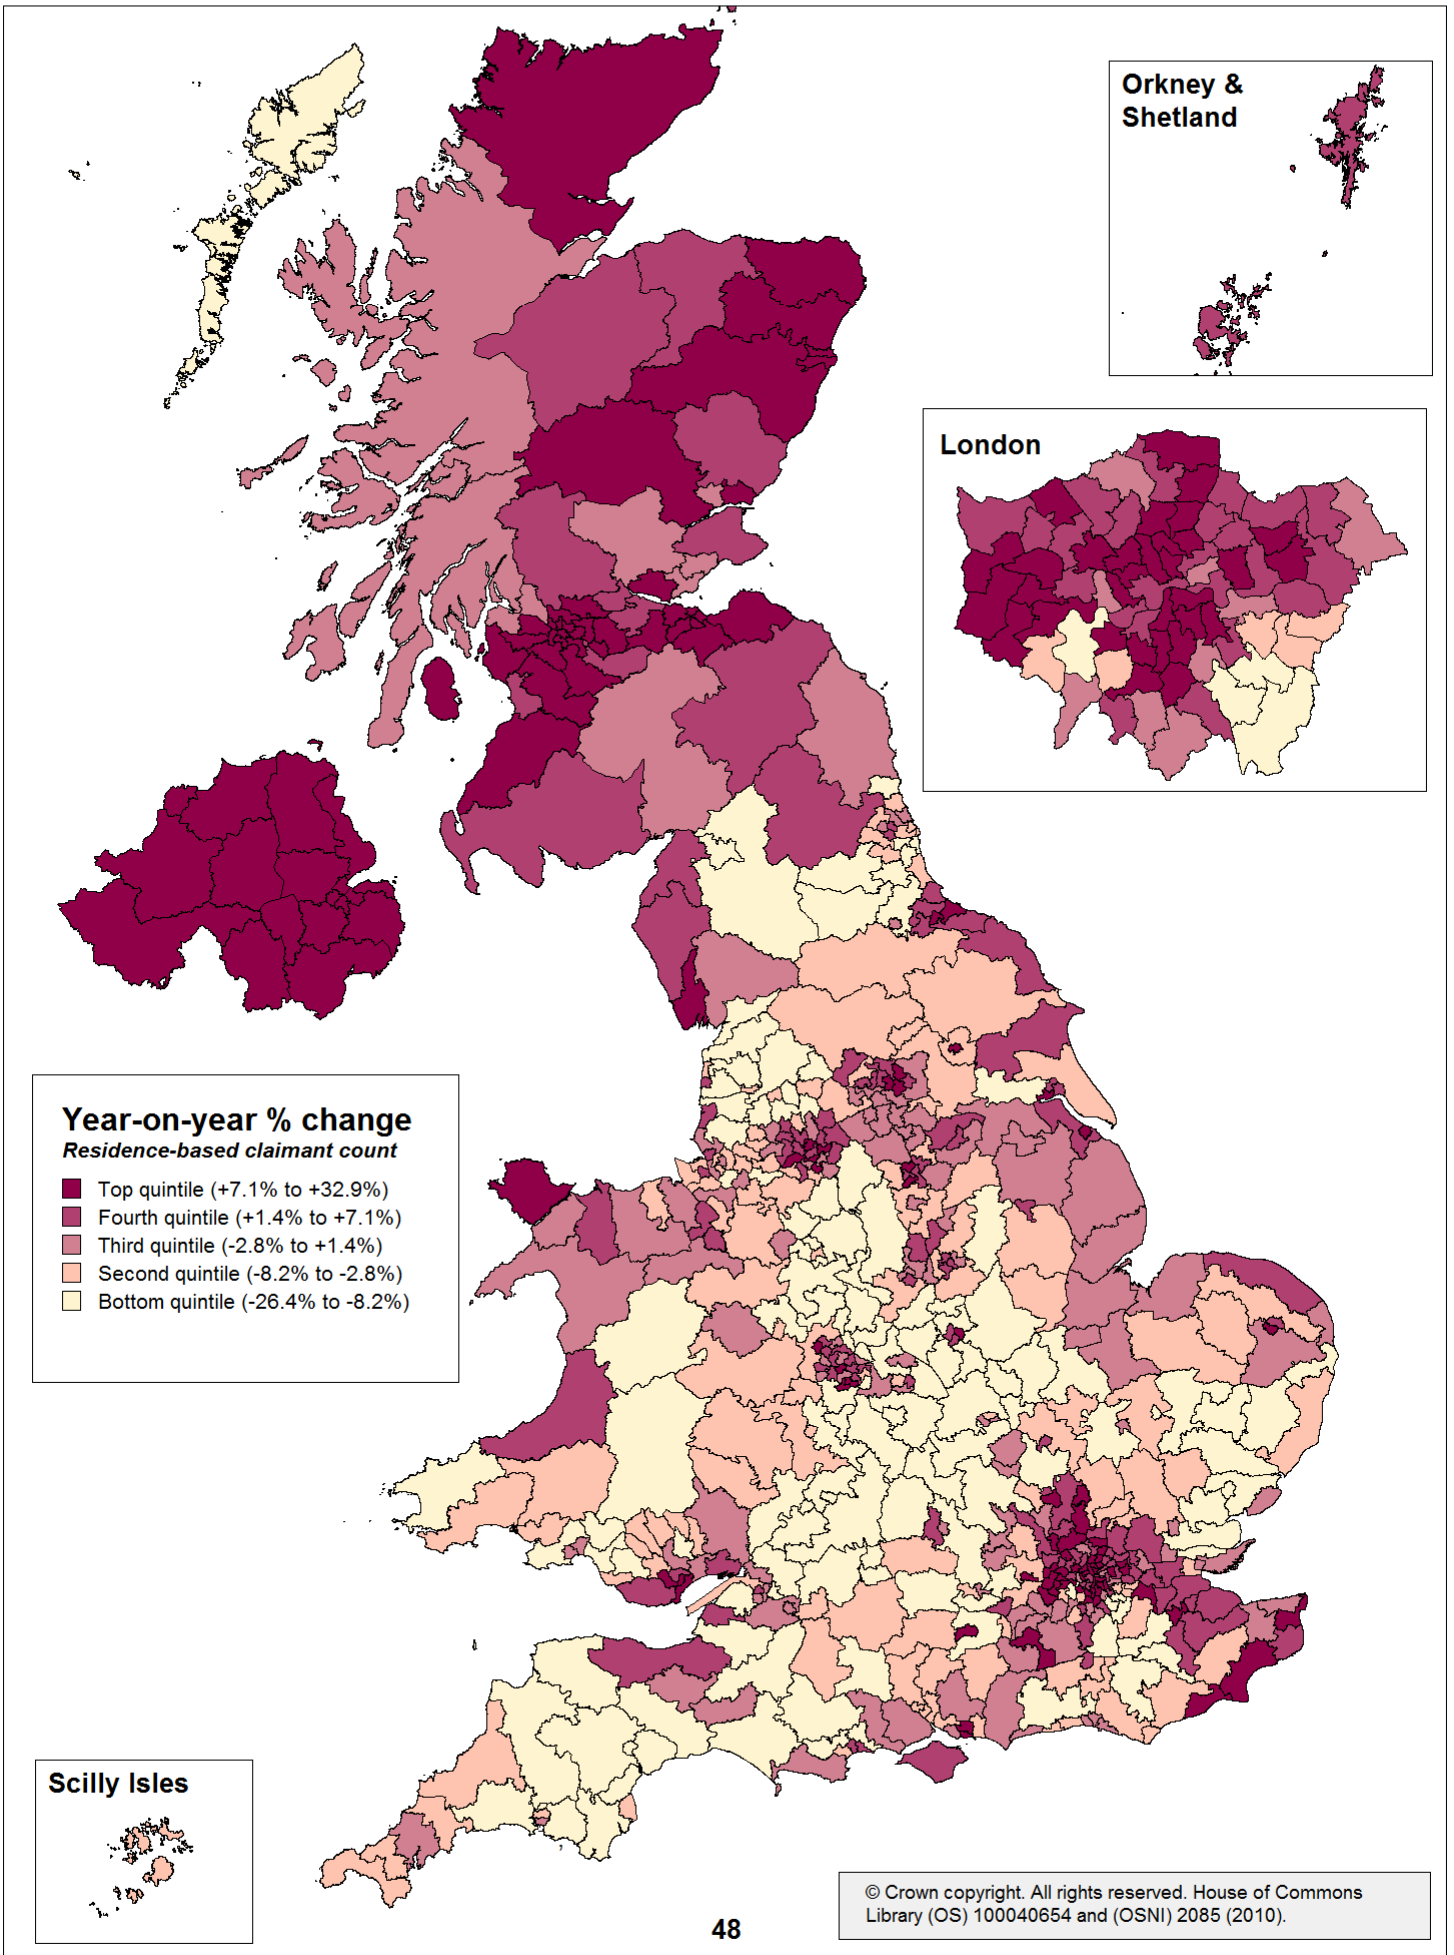 Orkney &
Shetland
London
Year-on-year % change
Residence-based claimant count
Top quintile (+7.1% to +32.9%)
Fourth quintile (+1.4% to +7.1%)
Third quintile (-2.8% to +1.4%)
Second quintile (-8.2% to -2.8%)
Bottom quintile (-26.4% to -8.2%)
Scilly Isles
48
© Crown copyright. All rights reserved. House of Commons
Library (OS) 100040654 and (OSNI) 2085 (2010).